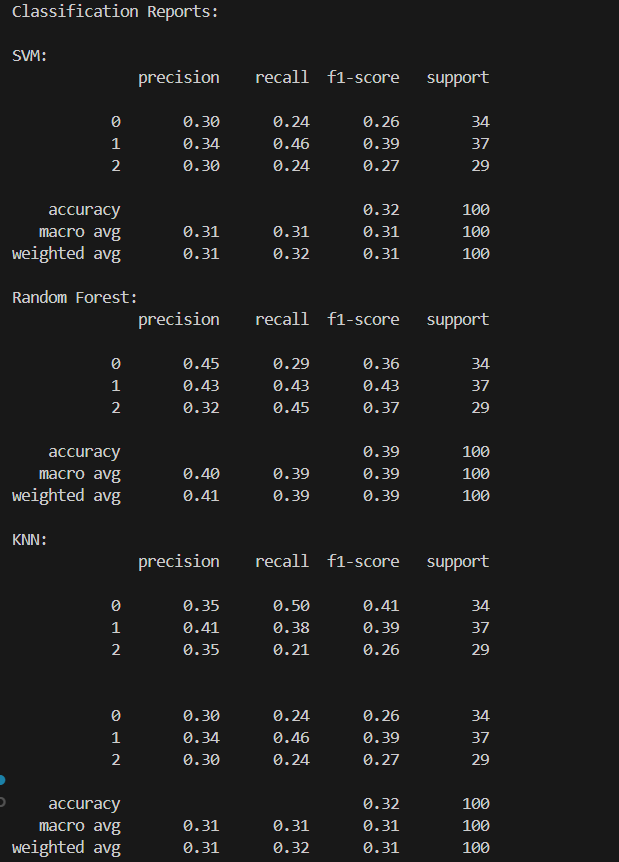 Classification Reports:
SVM:
precision recall f1-score support
0 0.30 0.24 0.26 34
1 0.34 0.46 0.39 37
2 0.30 0.24 0.27 29
accuracy 0.32 100
macro avg 0.31 0.31 0.31 100
weighted avg 0.31 0.32 0.31 100
Random Forest:
precision recall f1-score support
0 0.45 0.29 0.36 34
1 0.43 0.43 0.43 37
2 0.32 0.45 0.37 29
accuracy 0.39 100
macro avg 0.40 0.39 0.39 100
weighted avg 0.41 0.39 0.39 100
KNN:
precision recall f1-score support
0 0.35 0.50 0.41 34
1 0.41 0.38 0.39 37
2 0.35 0.21 0.26 29
0 0.30 0.24 0.26 34
1 0.34 0.46 0.39 37
2 0.30 0.24 0.27 29
accuracy 0.32 100
macro avg 0.31 0.31 0.31 100
weighted avg 0.31 0.32 0.31 100